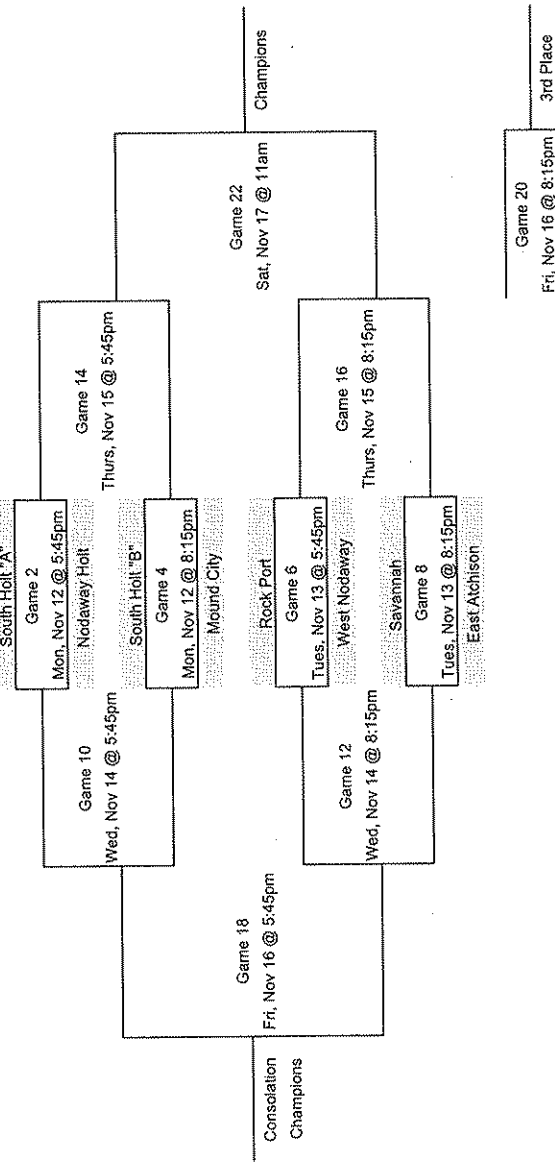 South Holt "A"
Game 2
Mon, Nov 12 @ 5:45pm
Nodaway Holt
South Holt "B"
Game 4
Mon, Nov 12 @ 8:15pm
Mound City
Rock Port
Game 6
Tues, Nov 13 @ 5:45pm
West Nodaway
Savannah
Game 8
Tues, Nov 13 @ 8:15pm
East Atchison
Game 10
Wed, Nov 14 @ 5:45pm
Game 12
Wed, Nov 14 @ 8:15pm
Game 14
Thurs, Nov 15 @ 5:45pm
Game 16
Thurs, Nov 15 @ 8:15pm
Game 18
Fri, Nov 16 @ 5:45pm
Consolation
Champions
Game 22
Sat, Nov 17 @ 11am
Champions
Game 20
Fri, Nov 16 @ 8:15pm
3rd Place